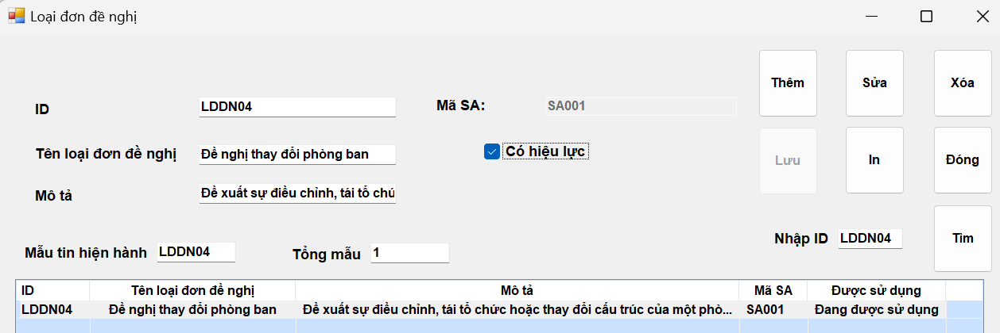 Loại đơn đề nghị
Thêm Sửa Xóa
ID LDDN04 Mã SA: SA001
Tên loại đơn đề nghị Đề nghị thay đổi phòng ban Có hiệu lực
Lưu In Đóng
Mô tả Đề xuất sự điều chỉnh, tái tổ chú
Mẫu tin hiện hành LDDN04 Tổng mẫu 1 Nhập ID LDDN04 Tìm
ID Tên loại đơn đề nghị Mô tả Mã SA Được sử dụng
LDDN04 Đề nghị thay đổi phòng ban Đề xuất sự điều chỉnh, tái tổ chức hoặc thay đổi cấu trúc của một phò... SA001 Đang được sử dụng